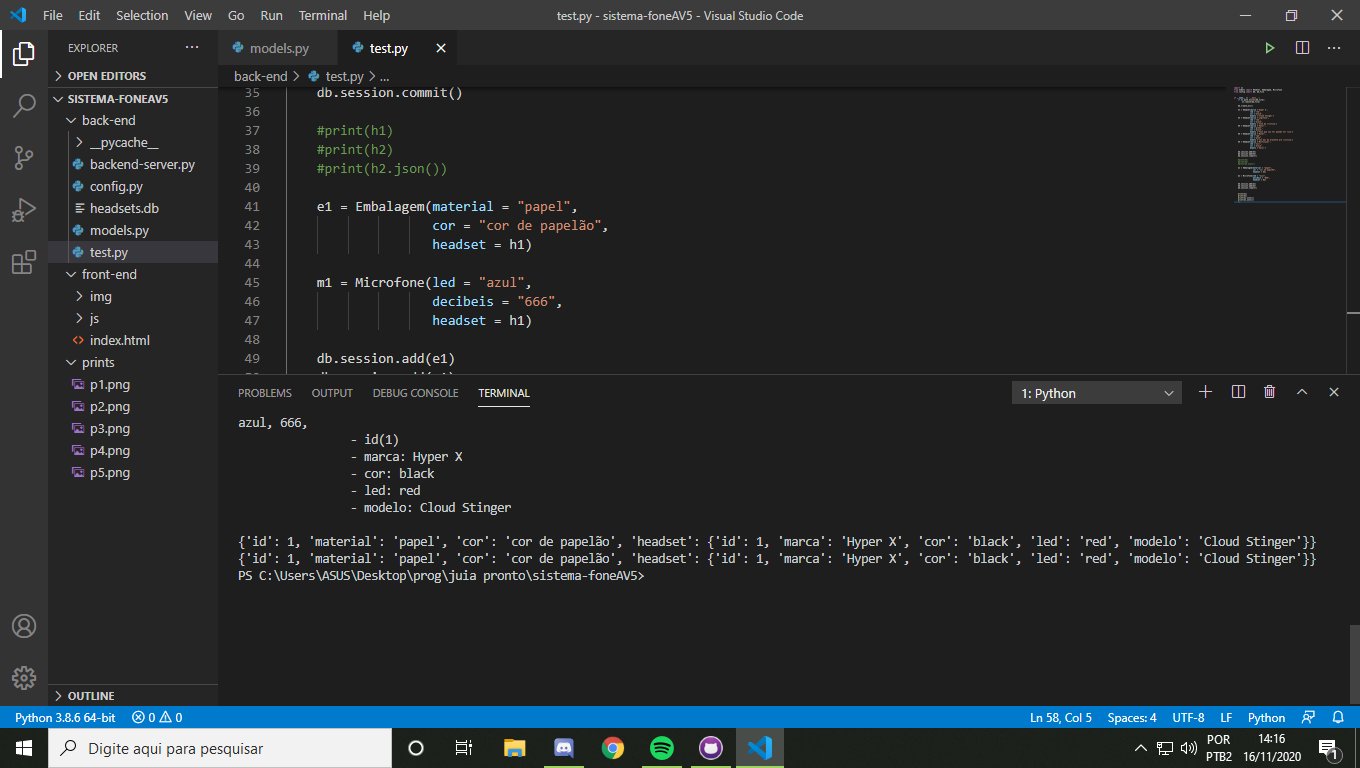 File Edit Selection View Go Run Terminal Help
test.py - sistema-foneAV5 - Visual Studio Code
EXPLORER
OPEN EDITORS
SISTEMA-FONEAV5
back-end
__pycache__
backend-server.py
config.py
headsets.db
models.py
test.py
front-end
img
js
index.html
prints
p1.png
p2.png
p3.png
p4.png
p5.png
OUTLINE
models.py test.py
back-end > test.py > ...
35 db.session.commit()
36
37 #print(h1)
38 #print(h2)
39 #print(h2.json())
40
41 e1 = Embalagem(material = "papel",
42 cor = "cor de papelão",
43 headset = h1)
44
45 m1 = Microfone(led = "azul",
46 decibeis = "666",
47 headset = h1)
48
49 db.session.add(e1)
PROBLEMS OUTPUT DEBUG CONSOLE TERMINAL
1: Python
azul, 666,
- id(1)
- marca: Hyper X
- cor: black
- led: red
- modelo: Cloud Stinger
{'id': 1, 'material': 'papel', 'cor': 'cor de papelão', 'headset': {'id': 1, 'marca': 'Hyper X', 'cor': 'black', 'led': 'red', 'modelo': 'Cloud Stinger'}}
{'id': 1, 'material': 'papel', 'cor': 'cor de papelão', 'headset': {'id': 1, 'marca': 'Hyper X', 'cor': 'black', 'led': 'red', 'modelo': 'Cloud Stinger'}}
PS C:\Users\ASUS\Desktop\prog\juia pronto\sistema-foneAV5>
Python 3.8.6 64-bit 0 0
Ln 58, Col 5 Spaces: 4 UTF-8 LF Python
Digite aqui para pesquisar
POR
PTB2
14:16
16/11/2020
1